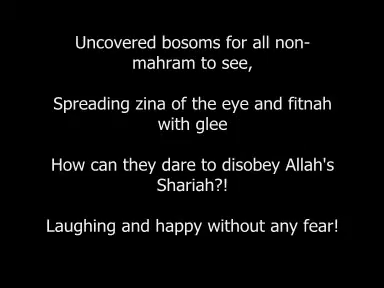 Uncovered bosoms for all non-
mahram to see,
Spreading zina of the eye and fitnah
with glee
How can they dare to disobey Allah's
Shariah?!
Laughing and happy without any fear!